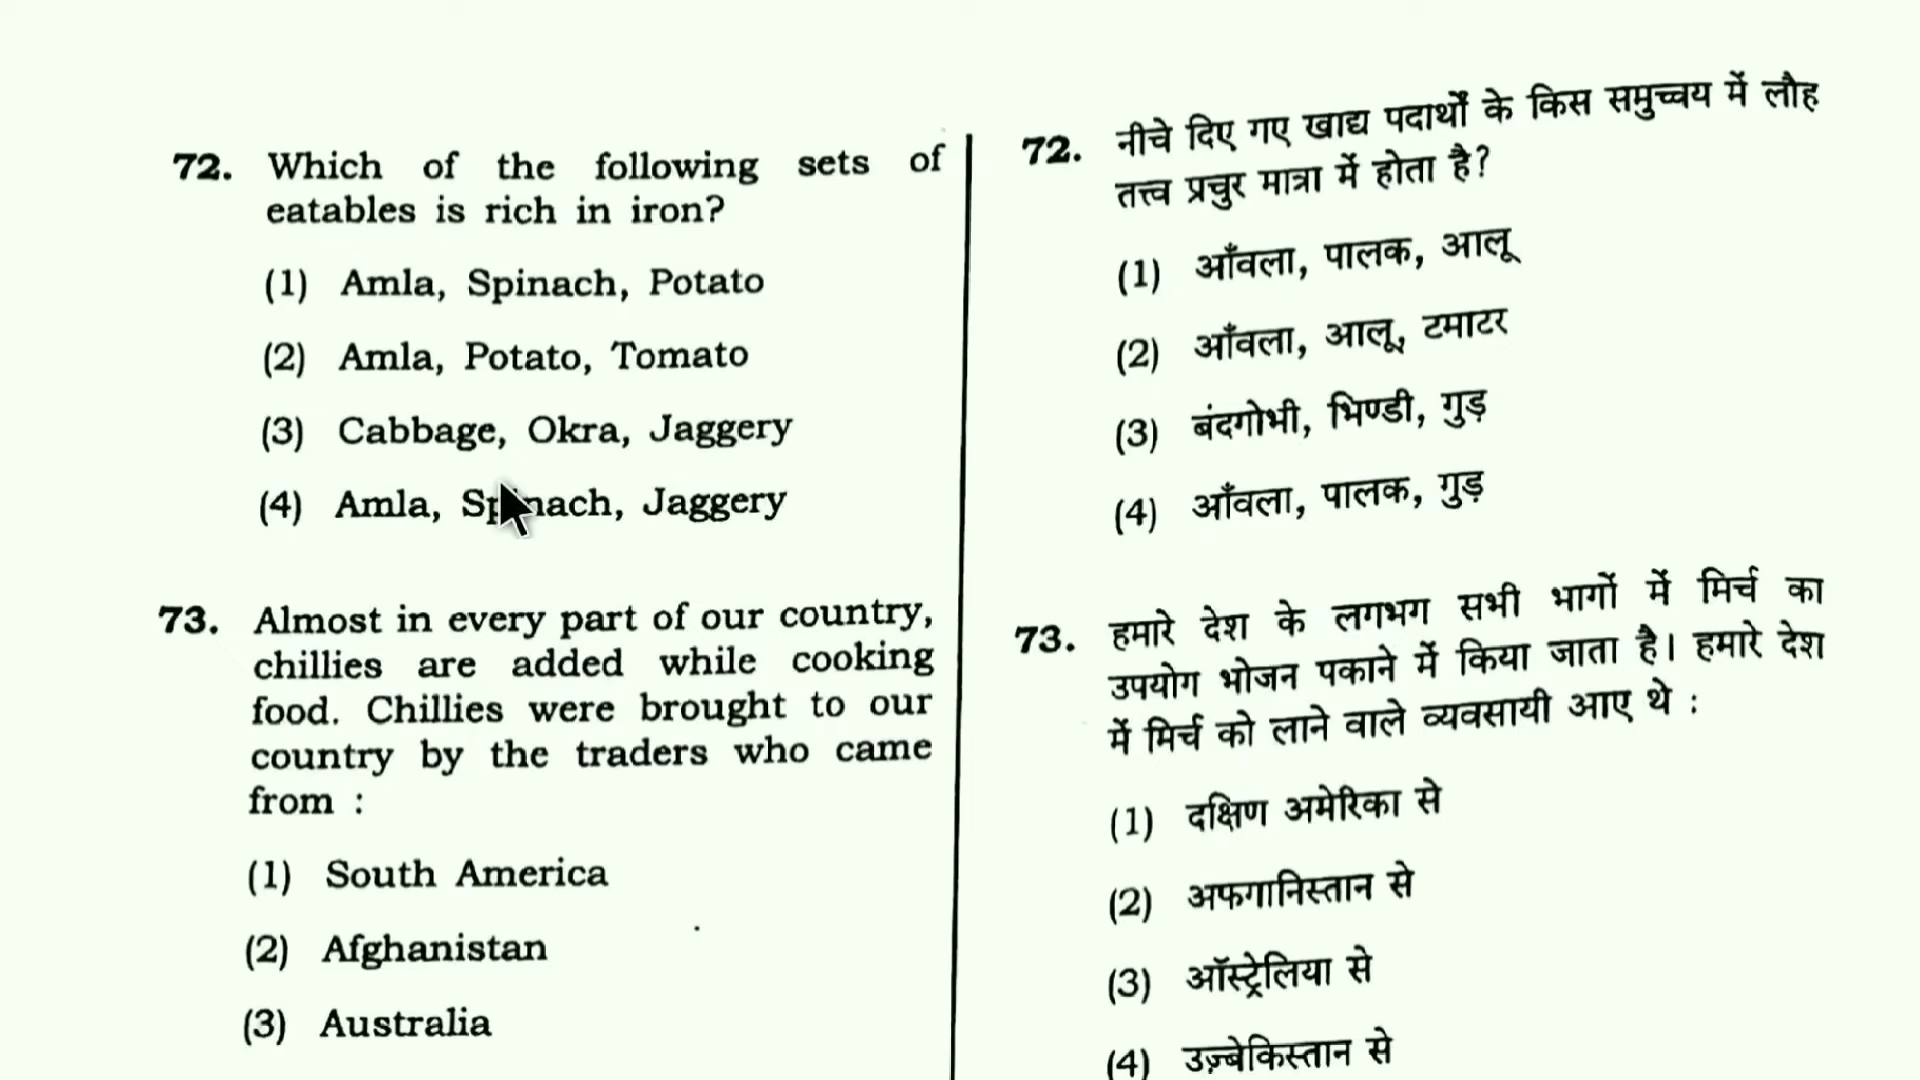 72. Which of the following sets of
eatables is rich in iron?
(1) Amla, Spinach, Potato
(2) Amla, Potato, Tomato
(3) Cabbage, Okra, Jaggery
(4) Amla, Spinach, Jaggery
73. Almost in every part of our country,
chillies are added while cooking
food. Chillies were brought to our
country by the traders who came
from :
(1) South America
(2) Afghanistan
(3) Australia
72. नीचे दिए गए खाद्य पदार्थों के किस समुच्चय में लौह
तत्त्व प्रचुर मात्रा में होता है?
(1) आँवला, पालक, आलू
(2) आँवला, आलू, टमाटर
(3) बंदगोभी, भिण्डी, गुड़
(4) आँवला, पालक, गुड़
73. हमारे देश के लगभग सभी भागों में मिर्च का
उपयोग भोजन पकाने में किया जाता है। हमारे देश
में मिर्च को लाने वाले व्यवसायी आए थे :
(1) दक्षिण अमेरिका से
(2) अफगानिस्तान से
(3) ऑस्ट्रेलिया से
(4) उज़्बेकिस्तान से